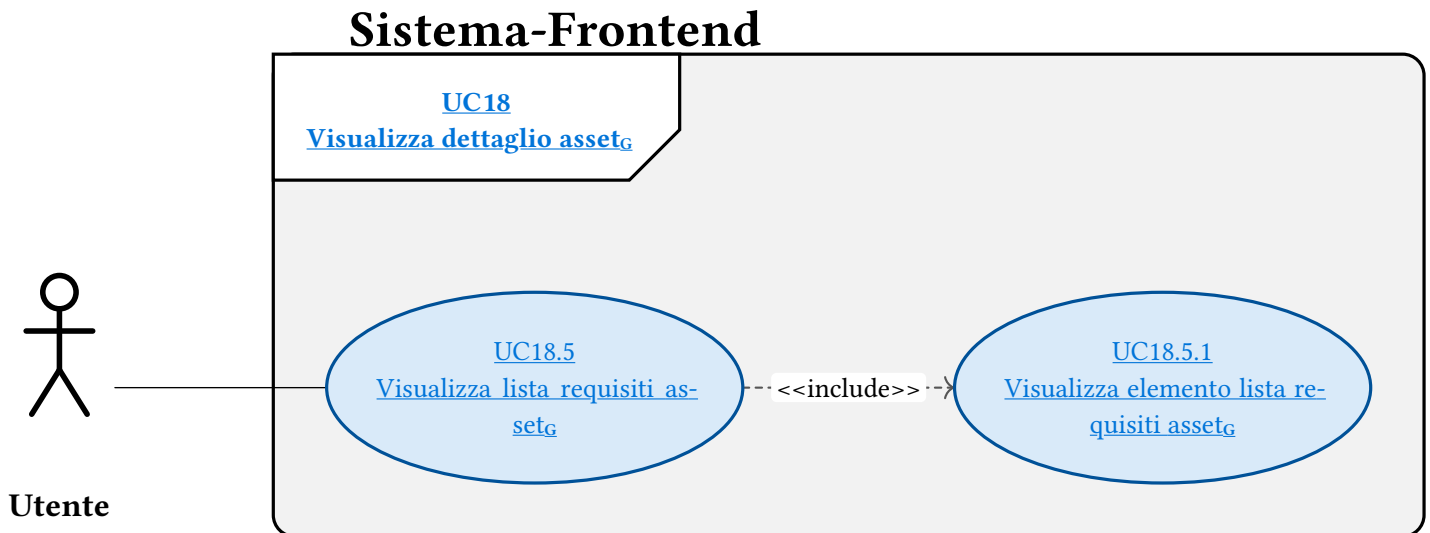 Sistema-Frontend
UC18
Visualizza dettaglio assetG
UC18.5
Visualizza lista requisiti as-
setG
<<include>>
UC18.5.1
Visualizza elemento lista re-
quisiti assetG
Utente